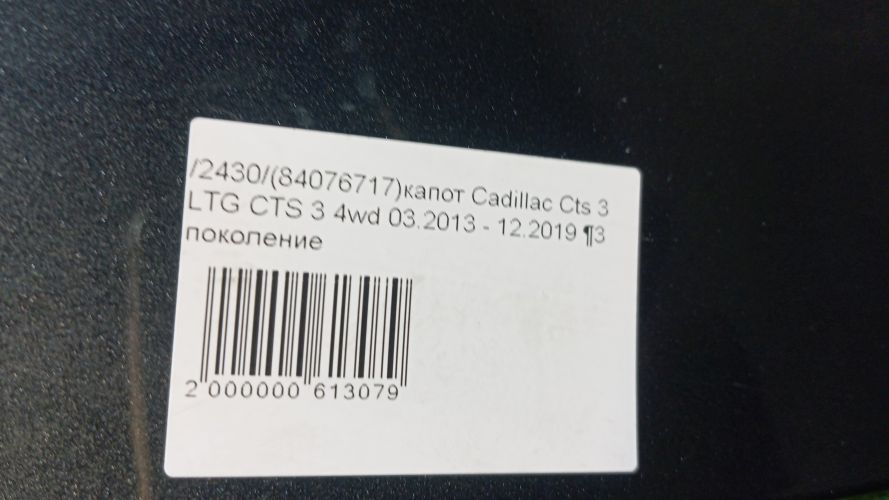 /2430/(84076717)капот Cadillac Cts 3
LTG CTS 3 4wd 03.2013 - 12.2019 ¶3
поколение
2 000000 613079